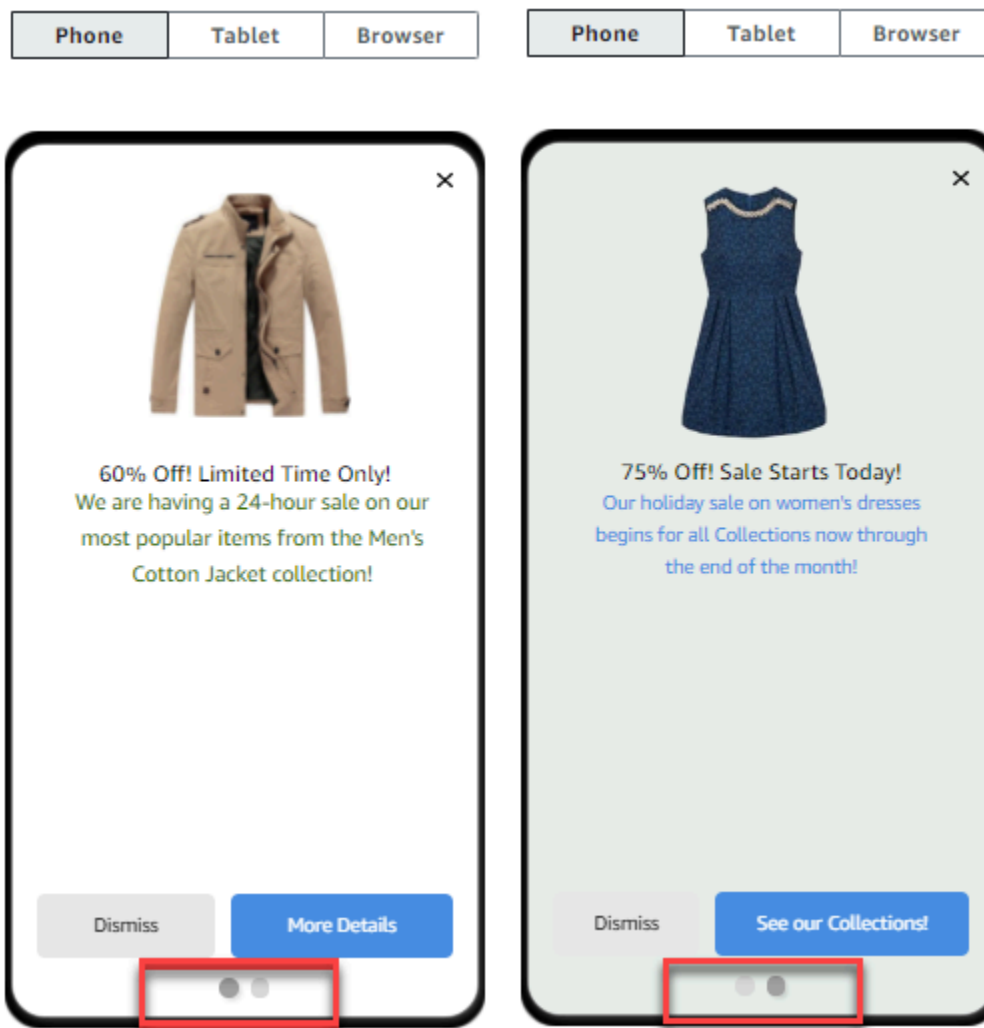 Phone Tablet Browser
Phone Tablet Browser
60% Off! Limited Time Only!
We are having a 24-hour sale on our
most popular items from the Men's
Cotton Jacket collection!
Dismiss More Details
75% Off! Sale Starts Today!
Our holiday sale on women's dresses
begins for all Collections now through
the end of the month!
Dismiss See our Collections!